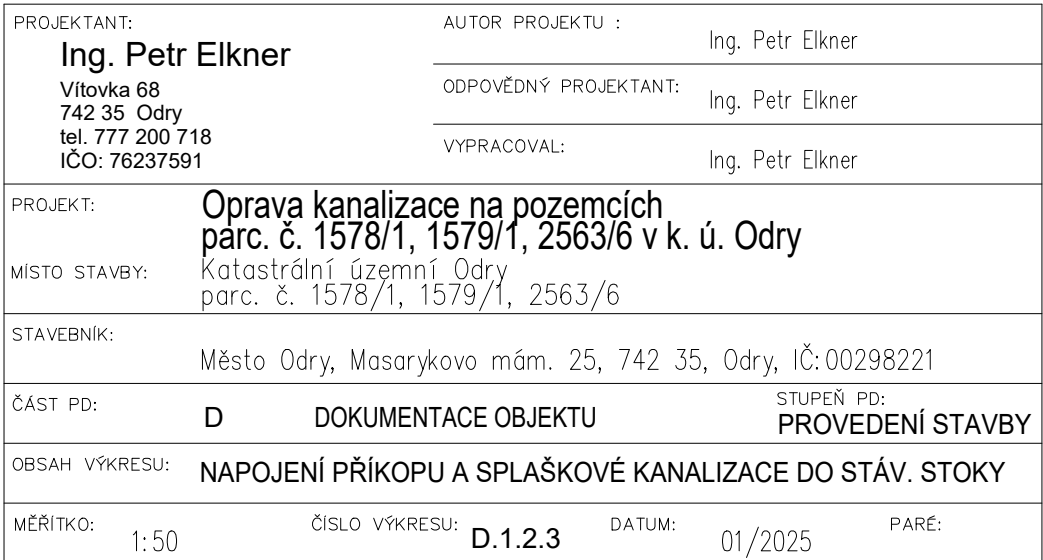 PROJEKTANT:
Ing. Petr Elkner
Vítovka 68
742 35 Odry
tel. 777 200 718
IČO: 76237591
AUTOR PROJEKTU :
Ing. Petr Elkner
ODPOVĚDNÝ PROJEKTANT:
Ing. Petr Elkner
VYPRACOVAL:
Ing. Petr Elkner
PROJEKT:
Oprava kanalizace na pozemcích
parc. č. 1578/1, 1579/1, 2563/6 v k. ú. Odry
MÍSTO STAVBY:
Katastrální územní Odry
parc. č. 1578/1, 1579/1, 2563/6
STAVEBNÍK:
Město Odry, Masarykovo mám. 25, 742 35, Odry, IČ:00298221
ČÁST PD:
D DOKUMENTACE OBJEKTU
STUPEŇ PD:
PROVEDENÍ STAVBY
OBSAH VÝKRESU: NAPOJENÍ PŘÍKOPU A SPLAŠKOVÉ KANALIZACE DO STÁV. STOKY
MĚŘÍTKO: 1:50
ČÍSLO VÝKRESU: D.1.2.3
DATUM: 01/2025
PARÉ: